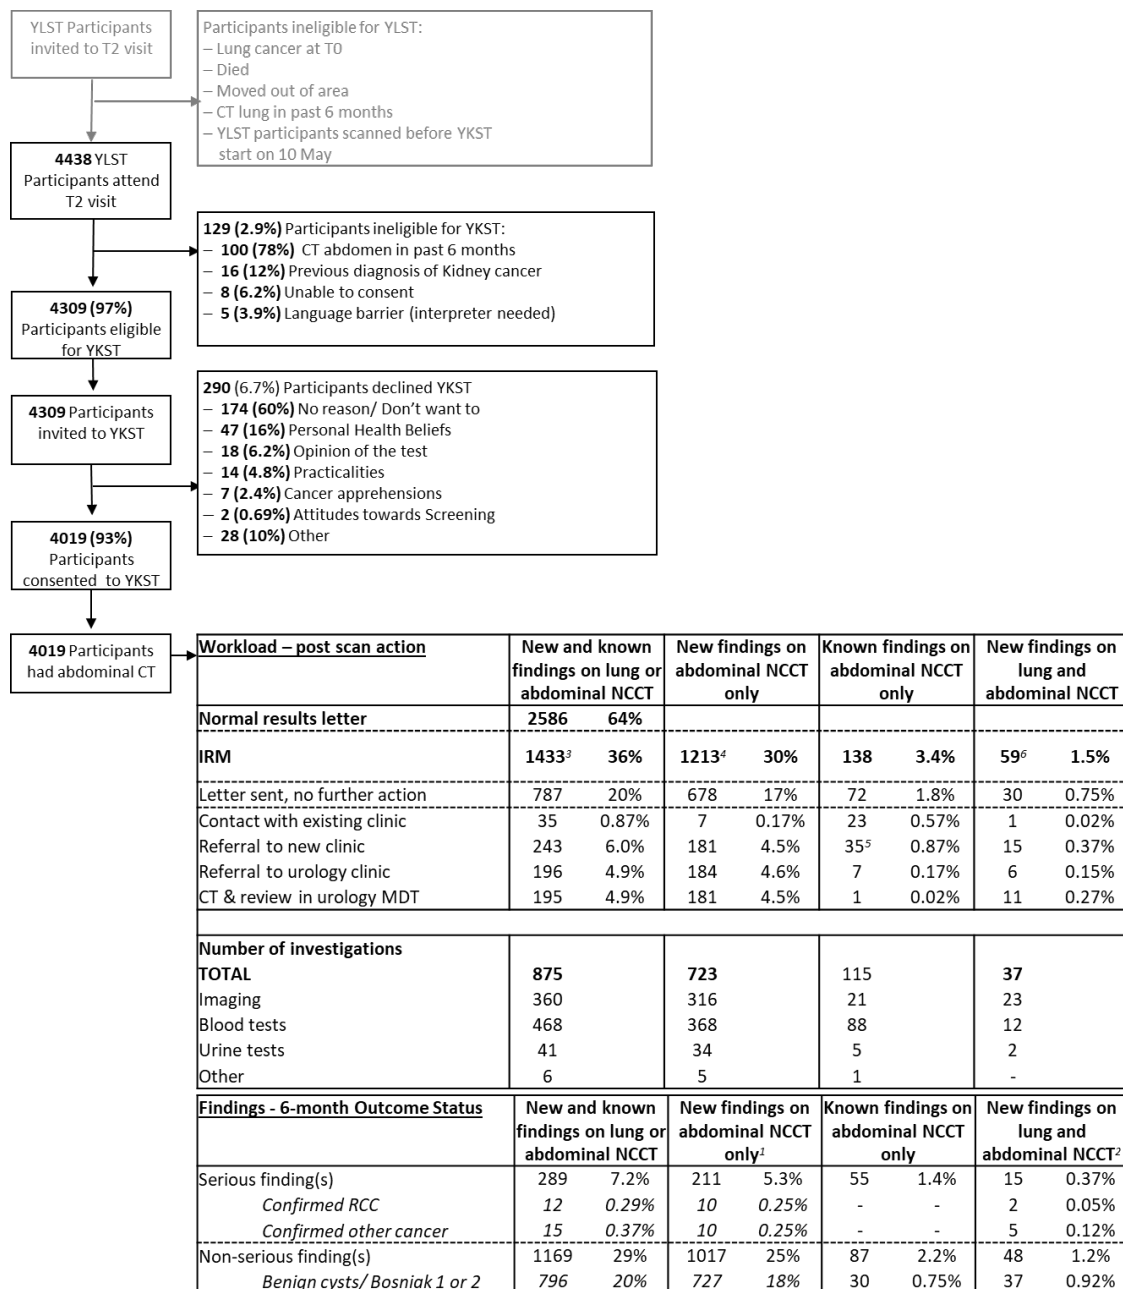 YLST Participants
invited to T2 visit
Participants ineligible for YLST:
– Lung cancer at T0
– Died
– Moved out of area
– CT lung in past 6 months
– YLST participants scanned before YKST
start on 10 May
4438 YLST
Participants attend
T2 visit
129 (2.9%) Participants ineligible for YKST:
– 100 (78%) CT abdomen in past 6 months
– 16 (12%) Previous diagnosis of Kidney cancer
– 8 (6.2%) Unable to consent
– 5 (3.9%) Language barrier (interpreter needed)
4309 (97%)
Participants eligible
for YKST
290 (6.7%) Participants declined YKST
– 174 (60%) No reason/ Don't want to
– 47 (16%) Personal Health Beliefs
– 18 (6.2%) Opinion of the test
– 14 (4.8%) Practicalities
– 7 (2.4%) Cancer apprehensions
– 2 (0.69%) Attitudes towards Screening
– 28 (10%) Other
4309 Participants
invited to YKST
4019 (93%)
Participants
consented to YKST
4019 Participants
had abdominal CT
Workload – post scan action | New and known findings on lung or abdominal NCCT | New findings on abdominal NCCT only | Known findings on abdominal NCCT only | New findings on lung and abdominal NCCT
Normal results letter 2586 64%
IRM 1433³ 36% 1213⁴ 30% 138 3.4% 59⁶ 1.5%
Letter sent, no further action 787 20% 678 17% 72 1.8% 30 0.75%
Contact with existing clinic 35 0.87% 7 0.17% 23 0.57% 1 0.02%
Referral to new clinic 243 6.0% 181 4.5% 35⁵ 0.87% 15 0.37%
Referral to urology clinic 196 4.9% 184 4.6% 7 0.17% 6 0.15%
CT & review in urology MDT 195 4.9% 181 4.5% 1 0.02% 11 0.27%
Number of investigations
TOTAL 875 723 115 37
Imaging 360 316 21 23
Blood tests 468 368 88 12
Urine tests 41 34 5 2
Other 6 5 1 -
Findings - 6-month Outcome Status | New and known findings on lung or abdominal NCCT | New findings on abdominal NCCT only¹ | Known findings on abdominal NCCT only | New findings on lung and abdominal NCCT²
Serious finding(s) 289 7.2% 211 5.3% 55 1.4% 15 0.37%
Confirmed RCC 12 0.29% 10 0.25% - - 2 0.05%
Confirmed other cancer 15 0.37% 10 0.25% - - 5 0.12%
Non-serious finding(s) 1169 29% 1017 25% 87 2.2% 48 1.2%
Benign cysts/ Bosniak 1 or 2 796 20% 727 18% 30 0.75% 37 0.92%